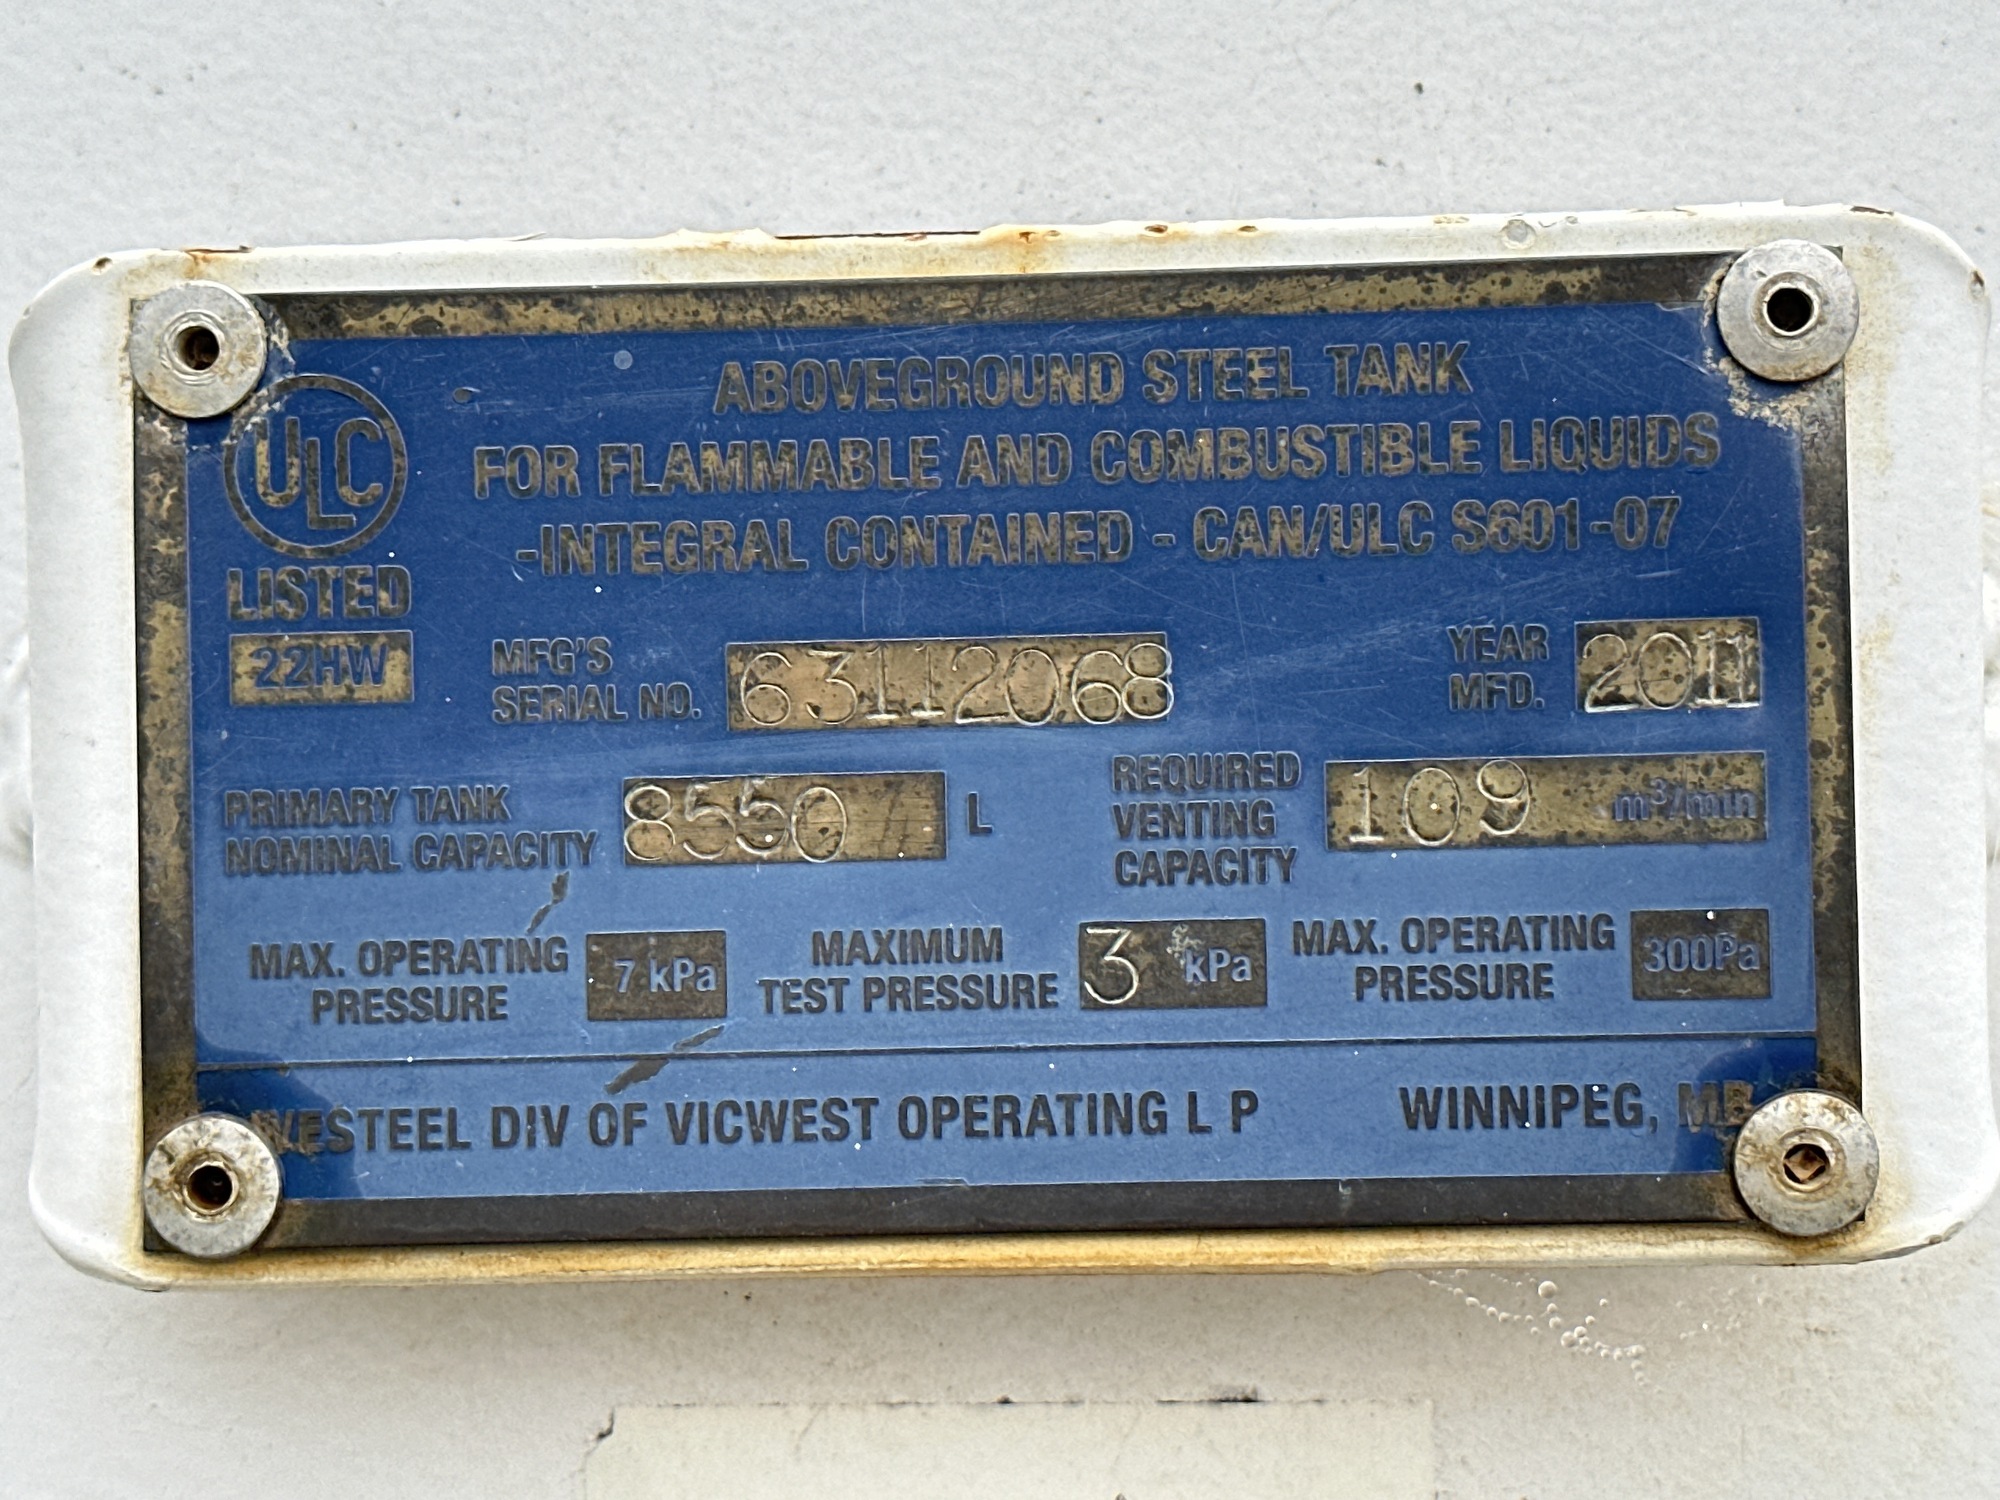 ABOVEGROUND STEEL TANK
FOR FLAMMABLE AND COMBUSTIBLE LIQUIDS
-INTEGRAL CONTAINED - CAN/ULC S601-07
ULC
LISTED
22HW
MFG'S
SERIAL NO. 63112068
YEAR
MFD. 2011
PRIMARY TANK
NOMINAL CAPACITY 8550 L
REQUIRED
VENTING
CAPACITY 109 m³/min
MAX. OPERATING
PRESSURE 7 kPa
MAXIMUM
TEST PRESSURE 3 kPa
MAX. OPERATING
PRESSURE 300Pa
WESTEEL DIV OF VICWEST OPERATING L P WINNIPEG, MB